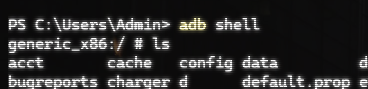 PS C:\Users\Admin> adb shell
generic_x86:/ # ls
acct cache config data d
bugreports charger d default.prop e